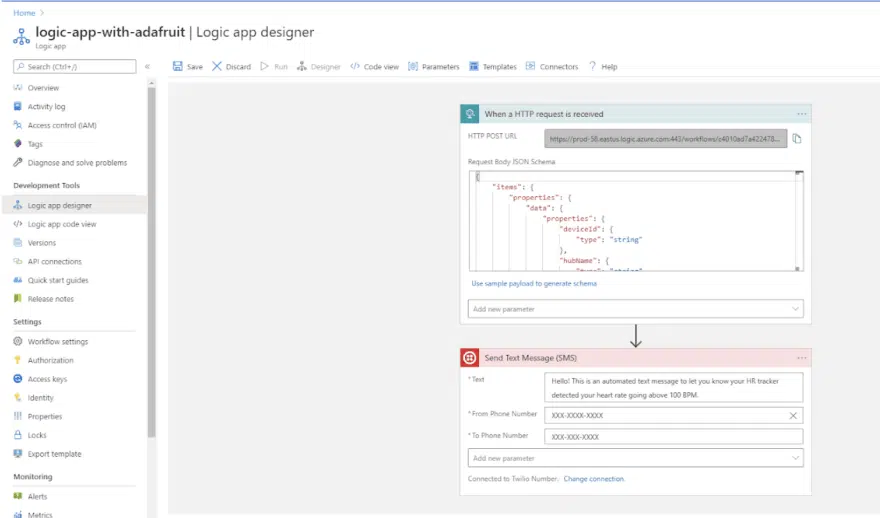 Home >
logic-app-with-adafruit | Logic app designer
Logic app
Search (Ctrl+/)
«
Save
Discard
Run
Designer
</> Code view
Parameters
Templates
Connectors
? Help
Overview
Activity log
Access control (IAM)
Tags
Diagnose and solve problems
Development Tools
Logic app designer
</> Logic app code view
Versions
API connections
Quick start guides
Release notes
Settings
Workflow settings
Authorization
Access keys
Identity
Properties
Locks
Export template
Monitoring
Alerts
Metrics
When a HTTP request is received
...
HTTP POST URL
https://prod-58.eastus.logic.azure.com:443/workflows/c4010ad7a422478...
Request Body JSON Schema
{
"items": {
"properties": {
"data": {
"properties": {
"deviceId": {
"type": "string"
},
"hubName": {
"type": "string"
Use sample payload to generate schema
Add new parameter
Send Text Message (SMS)
...
* Text
Hello! This is an automated text message to let you know your HR tracker
detected your heart rate going above 100 BPM.
* From Phone Number
XXX-XXXX-XXXX
* To Phone Number
XXX-XXX-XXXX
Add new parameter
Connected to Twilio Number. Change connection.